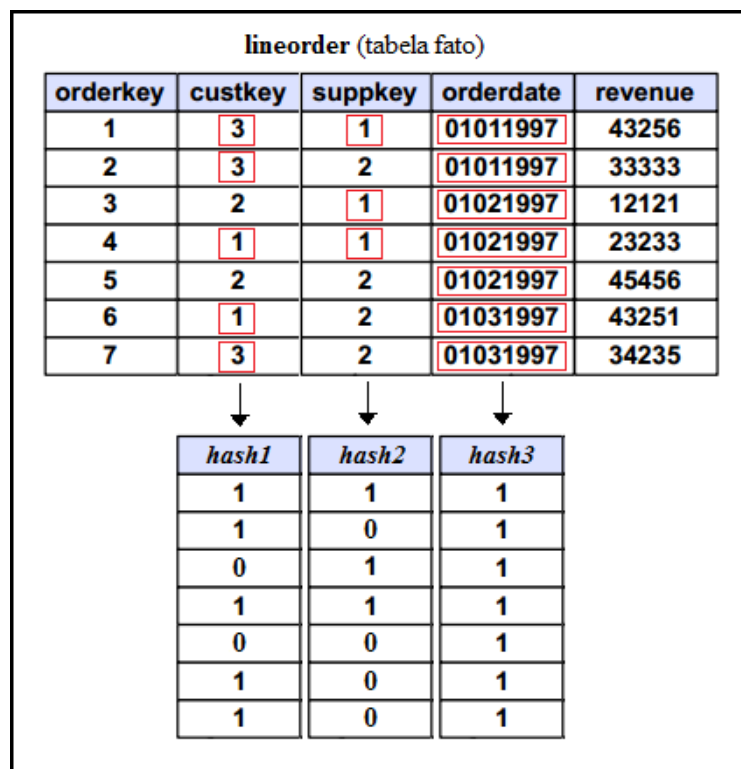 lineorder (tabela fato)
orderkey custkey suppkey orderdate revenue
1 3 1 01011997 43256
2 3 2 01011997 33333
3 2 1 01021997 12121
4 1 1 01021997 23233
5 2 2 01021997 45456
6 1 2 01031997 43251
7 3 2 01031997 34235
hash1 hash2 hash3
1 1 1
1 0 1
0 1 1
1 1 1
0 0 1
1 0 1
1 0 1